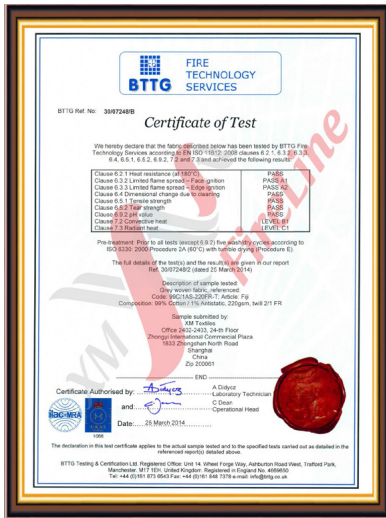 BTTG
FIRE
TECHNOLOGY
SERVICES
BTTG Ref. No: 30/07248/B
Certificate of Test
We hereby declare that the fabric described below has been tested by BTTG Fire
Technology Services according to EN ISO 11612: 2008 clauses 6.2.1, 6.3.2, 6.3.3,
6.4, 6.5.1, 6.5.2, 6.9.2, 7.2 and 7.3 and achieved the following results:
Clause 6.2.1 Heat resistance (at 180°C) PASS
Clause 6.3.2 Limited flame spread – Face ignition PASS A1
Clause 6.3.3 Limited flame spread – Edge ignition PASS A2
Clause 6.4 Dimensional change due to cleaning PASS
Clause 6.5.1 Tensile strength PASS
Clause 6.5.2 Tear strength PASS
Clause 6.9.2 pH value PASS
Clause 7.2 Convective heat LEVEL B1
Clause 7.3 Radiant heat LEVEL C1
Pre-treatment: Prior to all tests (except 6.9.2) five wash/dry cycles according to
ISO 6330: 2000 Procedure 2A (60°C) with tumble drying (Procedure E)
The full details of the test(s) and the result(s) are given in our report
Ref. 30/07248/2 (dated 25 March 2014)
Description of sample tested:
Grey woven fabric, referenced
Code: 99C/1AS-220FR-T; Article: Fiji
Composition: 99% Cotton / 1% Antistatic, 220gsm, twill 2/1 FR
Sample submitted by:
XM Textiles
Office 2402-2403, 24-th Floor
Zhongyi International Commercial Plaza
1833 Zhongshan North Road
Shanghai
China
Zip 200001
END
Certificate Authorised by:
A Didycz
Laboratory Technician
and:
C Dean
Operational Head
Date: 25 March 2014
ilac-MRA
UKAS
1066
The declaration in this test certificate applies to the actual sample tested and to the specified tests carried out as detailed in the
referenced report(s) detailed above.
BTTG Testing & Certification Ltd. Registered Office: Unit 14, Wheel Forge Way, Ashburton Road West, Trafford Park,
Manchester, M17 1EH, United Kingdom. Registered in England No. 4669650
Tel: +44 (0)161 873 6543 Fax: +44 (0)161 848 7378 e-mail: info@bttg.co.uk
XM FireLine